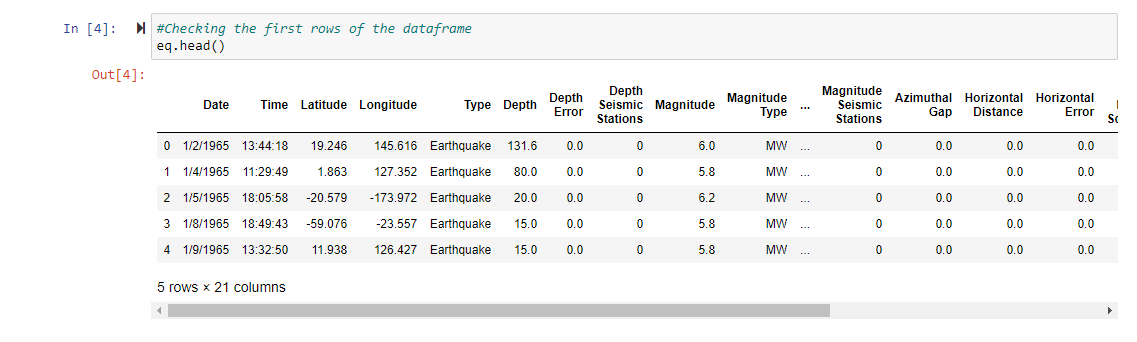 In [4]: #Checking the first rows of the dataframe
eq.head()
Out[4]:
Date Time Latitude Longitude Type Depth Depth Error Depth Seismic Stations Magnitude Magnitude Type ... Magnitude Seismic Stations Azimuthal Gap Horizontal Distance Horizontal Error
0 1/2/1965 13:44:18 19.246 145.616 Earthquake 131.6 0.0 0 6.0 MW ... 0 0.0 0.0 0.0
1 1/4/1965 11:29:49 1.863 127.352 Earthquake 80.0 0.0 0 5.8 MW ... 0 0.0 0.0 0.0
2 1/5/1965 18:05:58 -20.579 -173.972 Earthquake 20.0 0.0 0 6.2 MW ... 0 0.0 0.0 0.0
3 1/8/1965 18:49:43 -59.076 -23.557 Earthquake 15.0 0.0 0 5.8 MW ... 0 0.0 0.0 0.0
4 1/9/1965 13:32:50 11.938 126.427 Earthquake 15.0 0.0 0 5.8 MW ... 0 0.0 0.0 0.0
5 rows × 21 columns